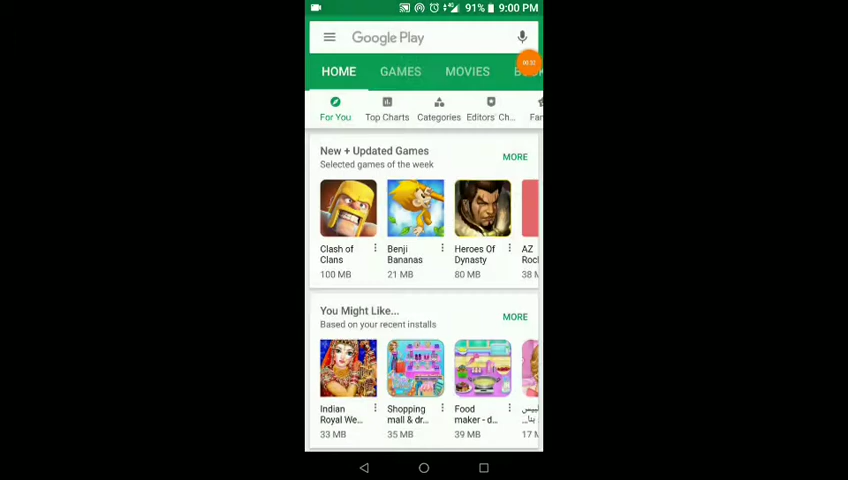 91% 9:00 PM
Google Play
HOME GAMES MOVIES
For You Top Charts Categories Editors Ch...
New + Updated Games
Selected games of the week
MORE
Clash of Clans
Benji Bananas
Heroes Of Dynasty
AZ
100 MB 21 MB 80 MB 38 M
You Might Like...
Based on your recent installs
MORE
Indian Royal We...
Shopping mall & dr...
Food maker - d...
33 MB 35 MB 39 MB 17 M